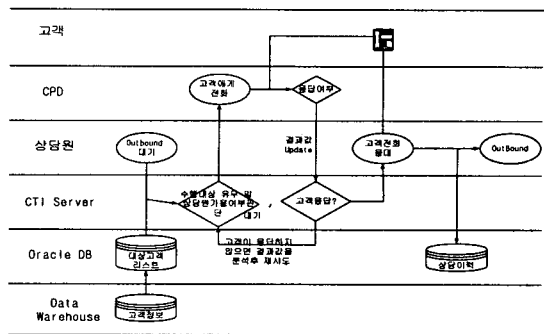 고객
CPD
고객에게
전화
응답여부
결과값
Update
상담원
Outbound
대기
고객전화
응대
OutBound
CTI Server
수행대상 유무 및
상담원가용여부판
단
대기
고객응답?
고객이 응답하지
않으면 결과값을
분석후 재시도
Oracle DB
대상고객
리스트
상담이력
Data
Warehouse
고객정보